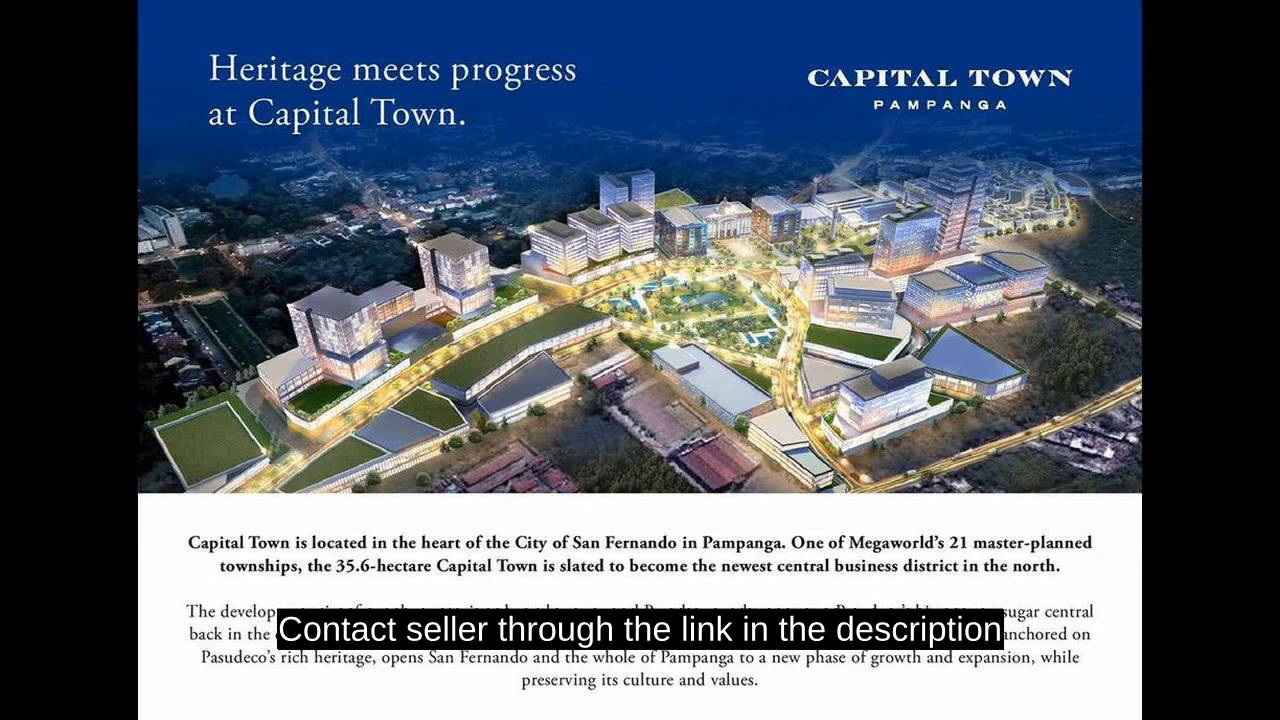 Heritage meets progress
at Capital Town.
CAPITAL TOWN
PAMPANGA
Capital Town is located in the heart of the City of San Fernando in Pampanga. One of Megaworld's 21 master-planned
townships, the 35.6-hectare Capital Town is slated to become the newest central business district in the north.
The sugar central
back in the anchored on
Contact seller through the link in the description
Pasudeco's rich heritage, opens San Fernando and the whole of Pampanga to a new phase of growth and expansion, while
preserving its culture and values.